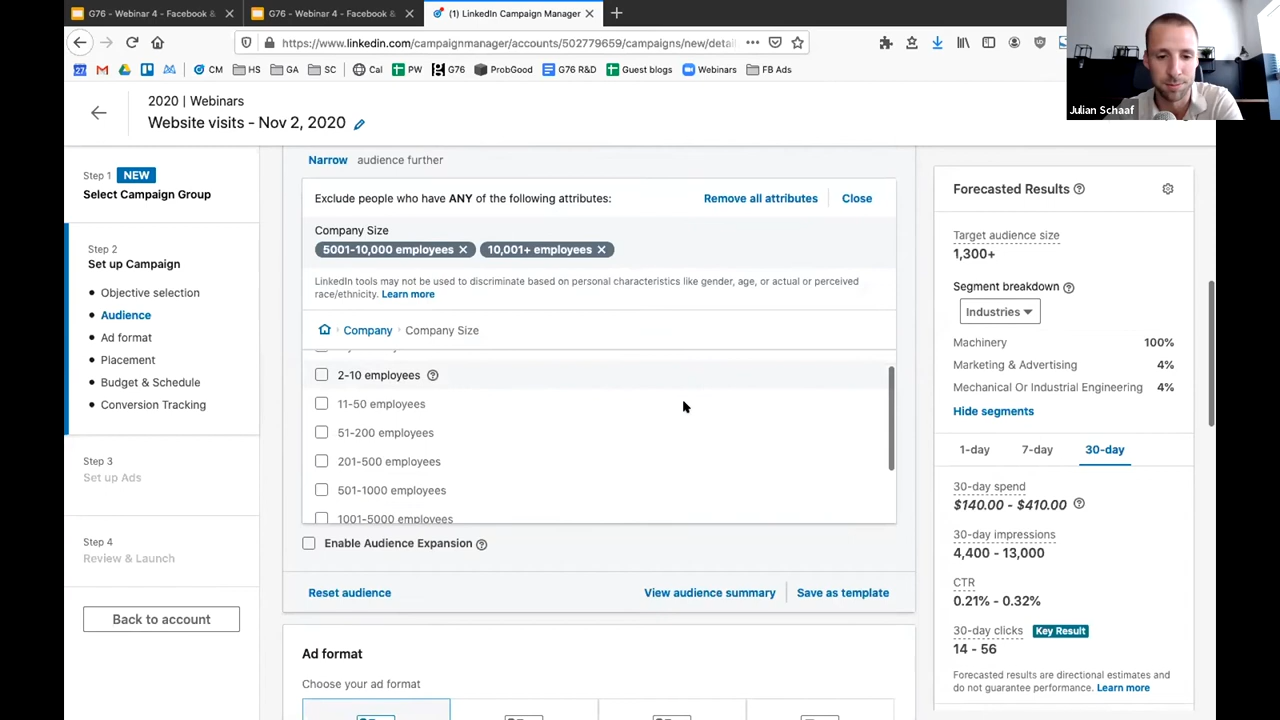 G76 - Webinar 4 - Facebook &
G76 - Webinar 4 - Facebook &
(1) LinkedIn Campaign Manager
https://www.linkedin.com/campaignmanager/accounts/502779659/campaigns/new/detai
27
CM
HS
GA
SC
Cal
PW
G76
ProbGood
G76 R&D
Guest blogs
Webinars
FB Ads
Julian Schaaf
2020 | Webinars
Website visits - Nov 2, 2020
Step 1 NEW
Select Campaign Group
Step 2
Set up Campaign
Objective selection
Audience
Ad format
Placement
Budget & Schedule
Conversion Tracking
Step 3
Set up Ads
Step 4
Review & Launch
Back to account
Narrow audience further
Exclude people who have ANY of the following attributes:
Remove all attributes
Close
Company Size
5001-10,000 employees
10,001+ employees
LinkedIn tools may not be used to discriminate based on personal characteristics like gender, age, or actual or perceived
race/ethnicity. Learn more
Company
Company Size
2-10 employees
11-50 employees
51-200 employees
201-500 employees
501-1000 employees
1001-5000 employees
Enable Audience Expansion
Reset audience
View audience summary
Save as template
Ad format
Choose your ad format
Forecasted Results
Target audience size
1,300+
Segment breakdown
Industries
Machinery 100%
Marketing & Advertising 4%
Mechanical Or Industrial Engineering 4%
Hide segments
1-day 7-day 30-day
30-day spend
$140.00 - $410.00
30-day impressions
4,400 - 13,000
CTR
0.21% - 0.32%
30-day clicks Key Result
14 - 56
Forecasted results are directional estimates and
do not guarantee performance. Learn more